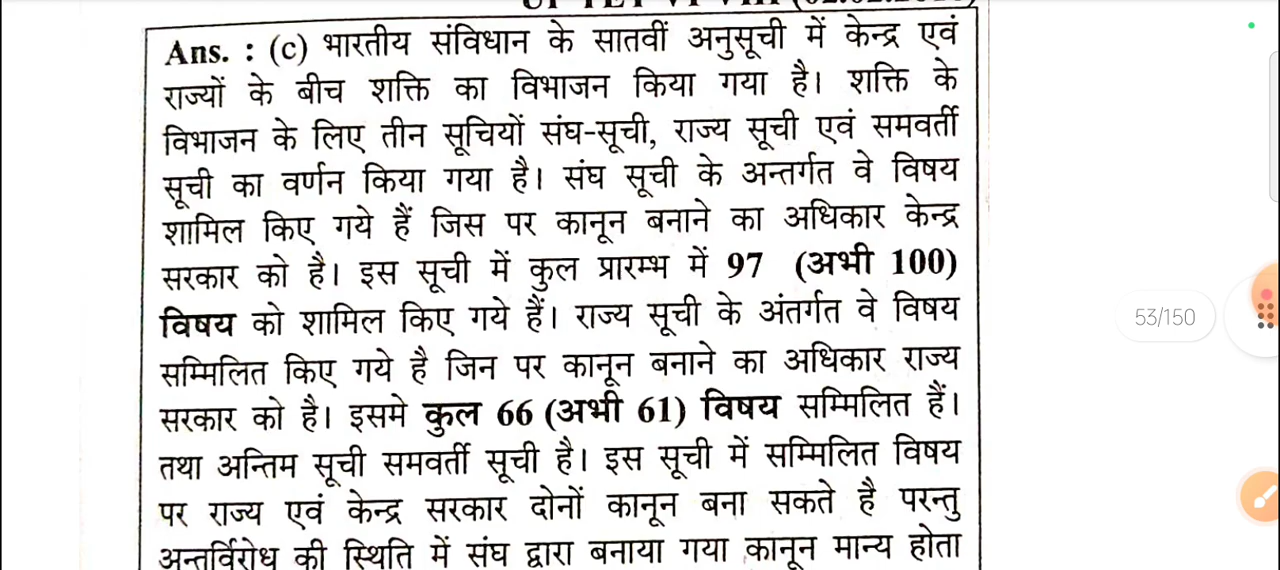 Ans. : (c) भारतीय संविधान के सातवीं अनुसूची में केन्द्र एवं
राज्यों के बीच शक्ति का विभाजन किया गया है। शक्ति के
विभाजन के लिए तीन सूचियों संघ-सूची, राज्य सूची एवं समवर्ती
सूची का वर्णन किया गया है। संघ सूची के अन्तर्गत वे विषय
शामिल किए गये हैं जिस पर कानून बनाने का अधिकार केन्द्र
सरकार को है। इस सूची में कुल प्रारम्भ में 97 (अभी 100)
विषय को शामिल किए गये हैं। राज्य सूची के अंतर्गत वे विषय
सम्मिलित किए गये है जिन पर कानून बनाने का अधिकार राज्य
सरकार को है। इसमे कुल 66 (अभी 61) विषय सम्मिलित हैं।
तथा अन्तिम सूची समवर्ती सूची है। इस सूची में सम्मिलित विषय
पर राज्य एवं केन्द्र सरकार दोनों कानून बना सकते है परन्तु
अन्तर्विरोध की स्थिति में संघ द्वारा बनाया गया कानून मान्य होता
53/150